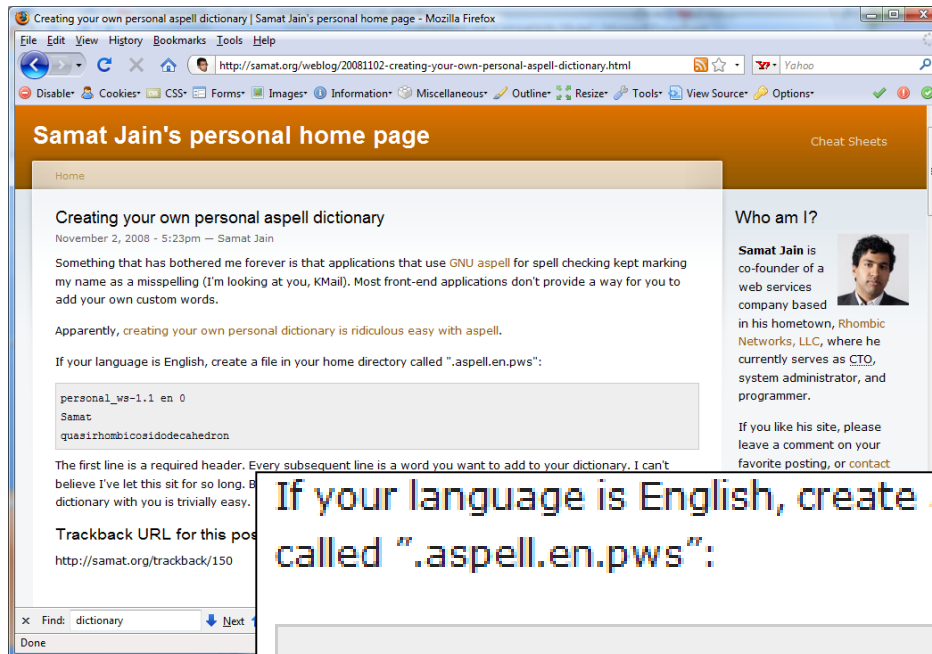 Creating your own personal aspell dictionary | Samat Jain's personal home page - Mozilla Firefox
File Edit View History Bookmarks Tools Help
http://samat.org/weblog/20081102-creating-your-own-personal-aspell-dictionary.html Yahoo
Disable Cookies CSS Forms Images Information Miscellaneous Outline Resize Tools View Source Options
Samat Jain's personal home page
Cheat Sheets
Home
Creating your own personal aspell dictionary
November 2, 2008 - 5:23pm — Samat Jain
Something that has bothered me forever is that applications that use GNU aspell for spell checking kept marking
my name as a misspelling (I'm looking at you, KMail). Most front-end applications don't provide a way for you to
add your own custom words.
Apparently, creating your own personal dictionary is ridiculous easy with aspell.
If your language is English, create a file in your home directory called ".aspell.en.pws":
personal_ws-1.1 en 0
Samat
quasirhombicosidodecahedron
The first line is a required header. Every subsequent line is a word you want to add to your dictionary. I can't
believe I've let this sit for so long. B
dictionary with you is trivially easy.
Trackback URL for this pos
http://samat.org/trackback/150
Who am I?
Samat Jain is
co-founder of a
web services
company based
in his hometown, Rhombic
Networks, LLC, where he
currently serves as CTO,
system administrator, and
programmer.
If you like his site, please
leave a comment on your
favorite posting, or contact
If your language is English, create
called ".aspell.en.pws":
Find: dictionary Next
Done